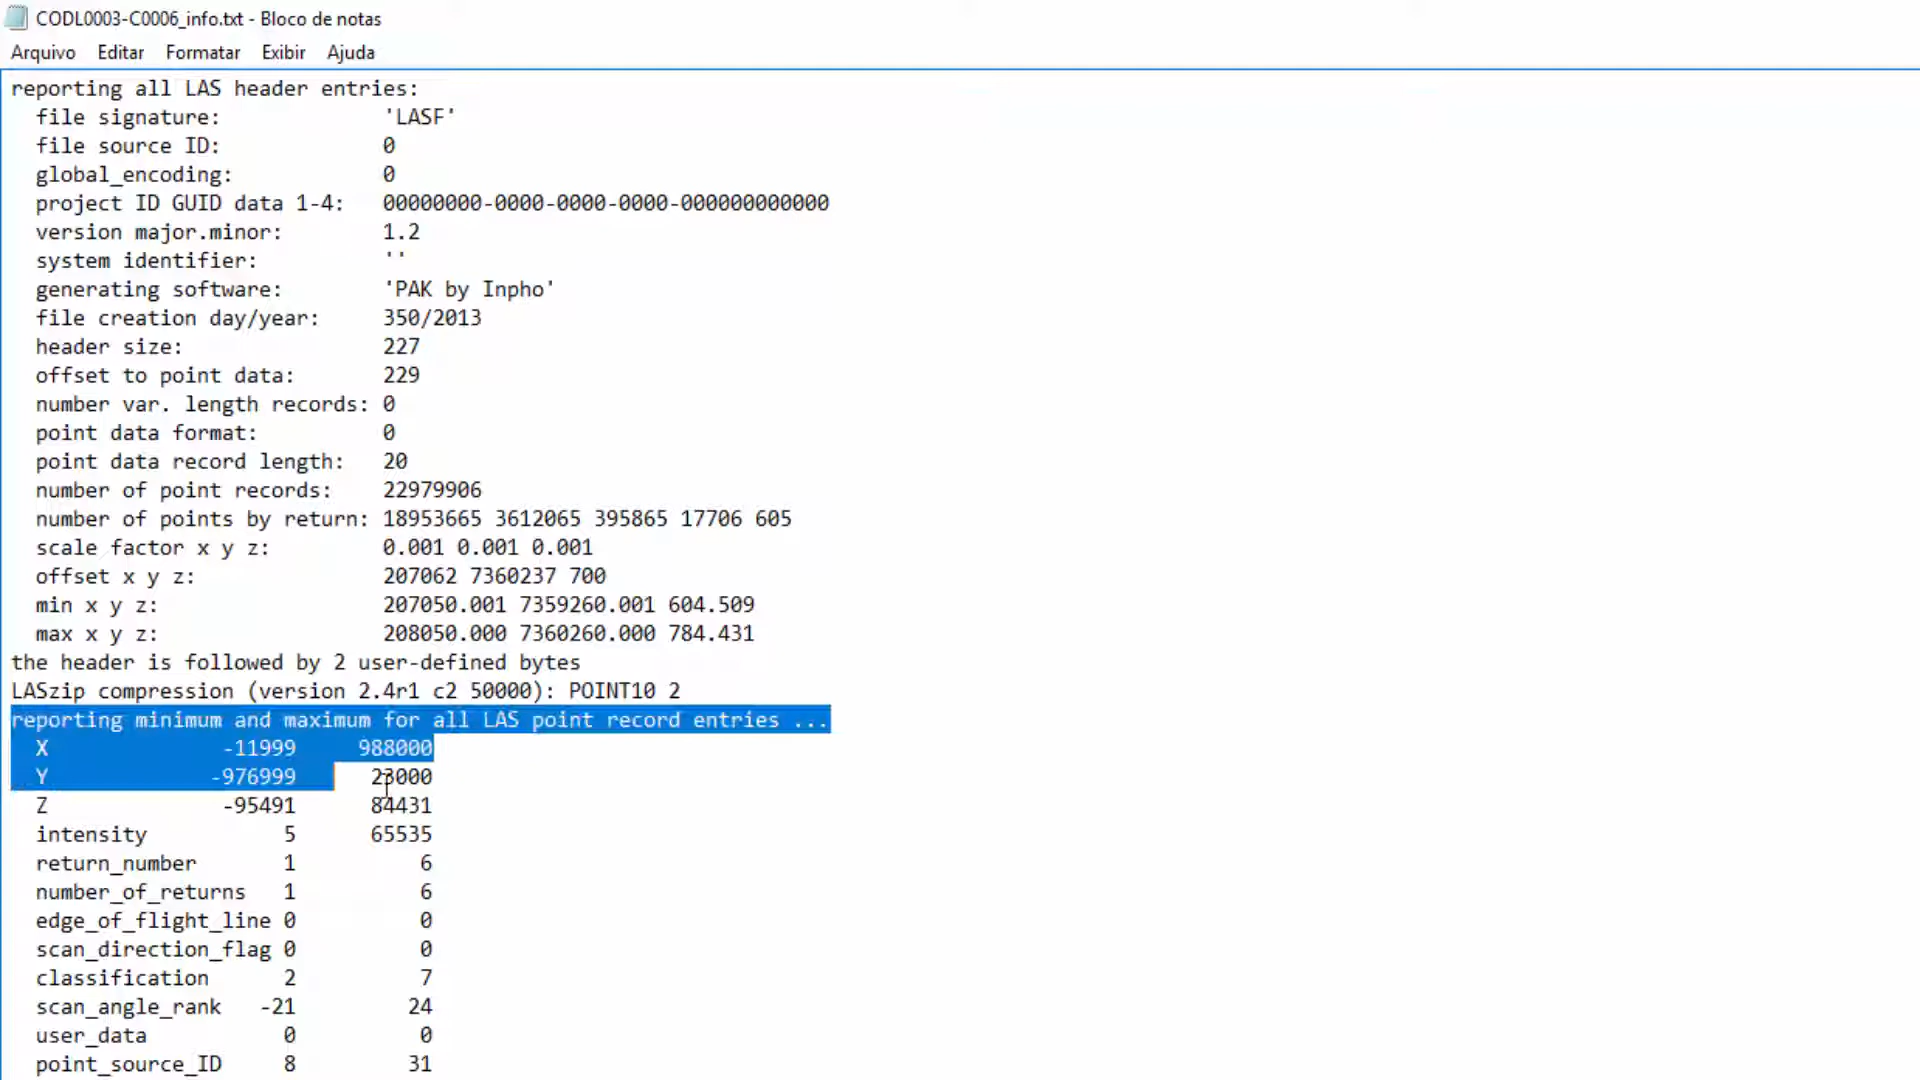 CODL0003-C0006_info.txt - Bloco de notas
Arquivo Editar Formatar Exibir Ajuda
reporting all LAS header entries:
file signature: 'LASF'
file source ID: 0
global_encoding: 0
project ID GUID data 1-4: 00000000-0000-0000-0000-000000000000
version major.minor: 1.2
system identifier: ''
generating software: 'PAK by Inpho'
file creation day/year: 350/2013
header size: 227
offset to point data: 229
number var. length records: 0
point data format: 0
point data record length: 20
number of point records: 22979906
number of points by return: 18953665 3612065 395865 17706 605
scale factor x y z: 0.001 0.001 0.001
offset x y z: 207062 7360237 700
min x y z: 207050.001 7359260.001 604.509
max x y z: 208050.000 7360260.000 784.431
the header is followed by 2 user-defined bytes
LASzip compression (version 2.4r1 c2 50000): POINT10 2
reporting minimum and maximum for all LAS point record entries ...
X -11999 988000
Y -976999 23000
Z -95491 84431
intensity 5 65535
return_number 1 6
number_of_returns 1 6
edge_of_flight_line 0 0
scan_direction_flag 0 0
classification 2 7
scan_angle_rank -21 24
user_data 0 0
point_source_ID 8 31